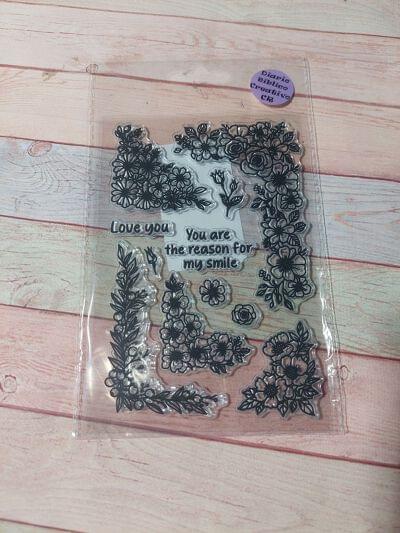 Diario
Biblico
Creativo
CR
Love you
You are
the reason for
my smile